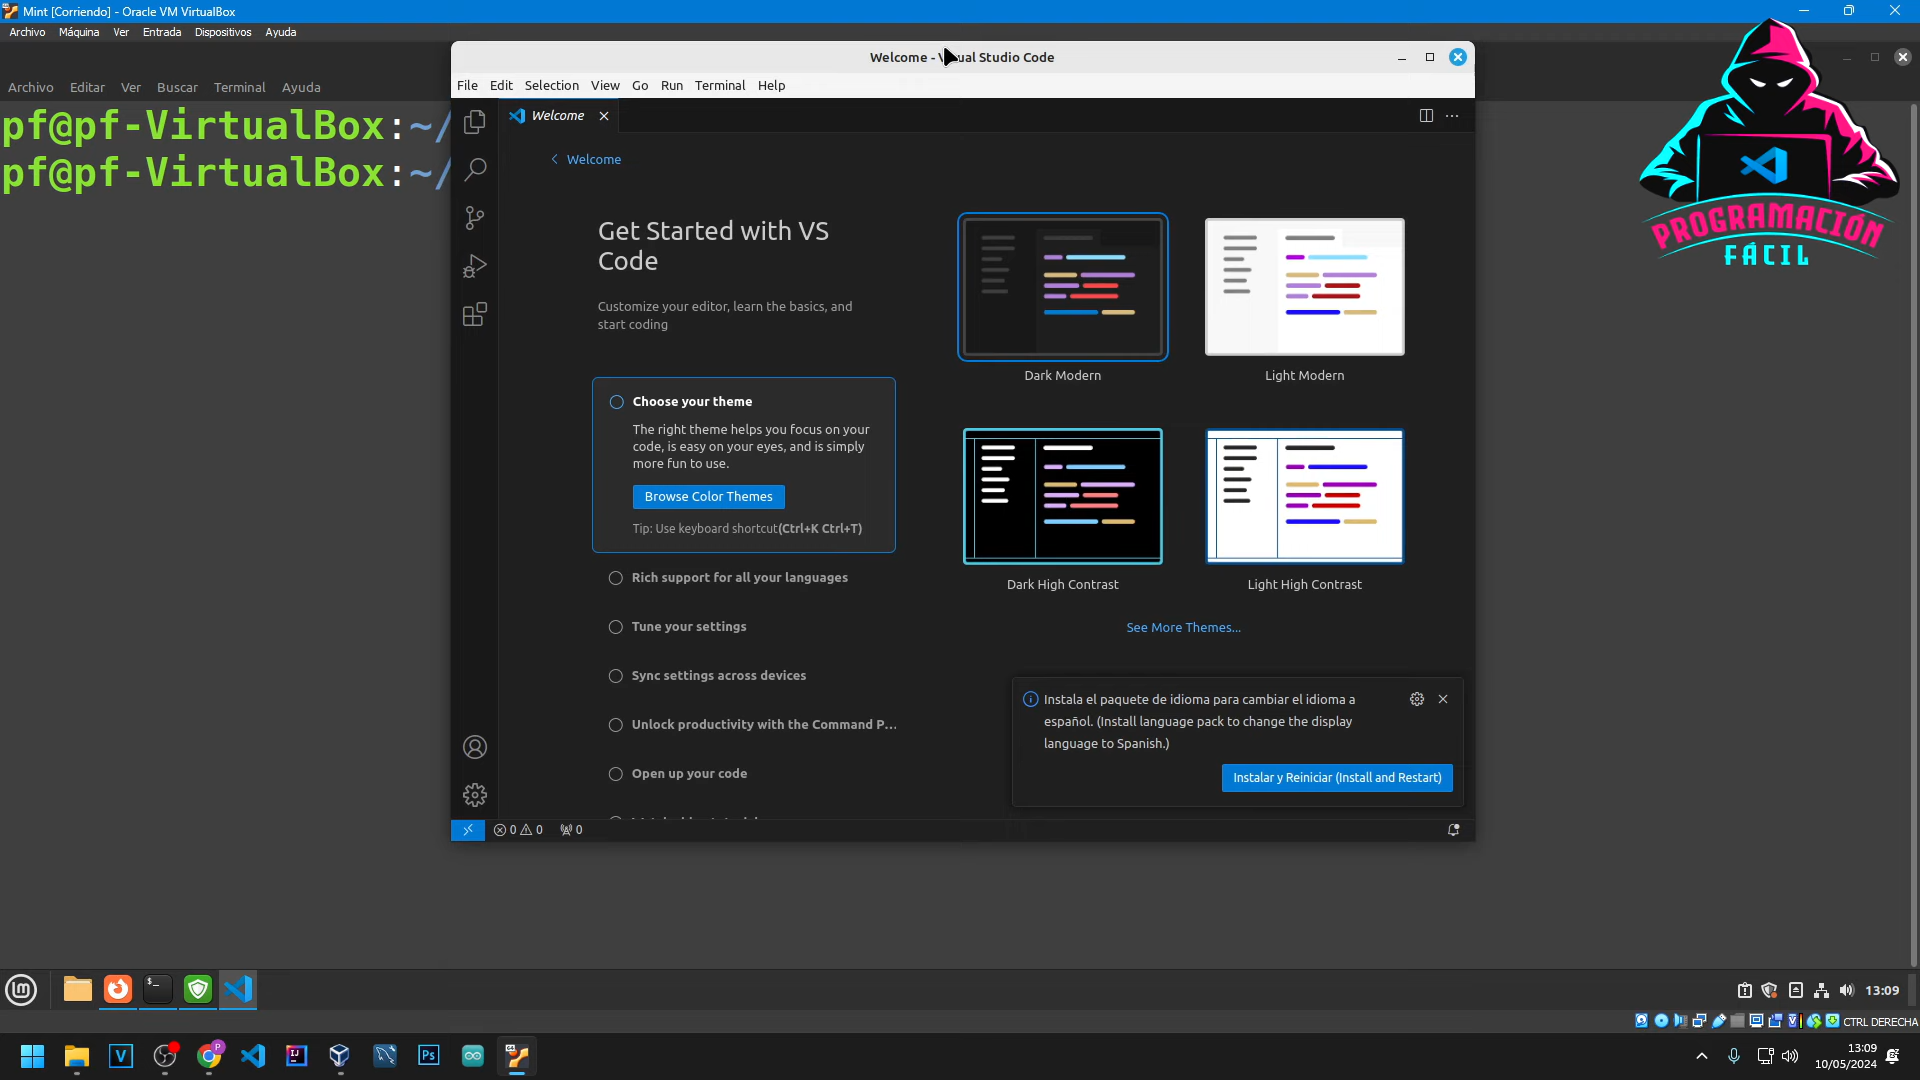 Mint [Corriendo] - Oracle VM VirtualBox
Archivo Máquina Ver Entrada Dispositivos Ayuda
Welcome - Visual Studio Code
Archivo Editar Ver Buscar Terminal Ayuda
File Edit Selection View Go Run Terminal Help
pf@pf-VirtualBox:~/
pf@pf-VirtualBox:~/
Welcome
Welcome
Get Started with VS
Code
Customize your editor, learn the basics, and
start coding
Choose your theme
The right theme helps you focus on your
code, is easy on your eyes, and is simply
more fun to use.
Browse Color Themes
Tip: Use keyboard shortcut(Ctrl+K Ctrl+T)
Rich support for all your languages
Tune your settings
Sync settings across devices
Unlock productivity with the Command P...
Open up your code
Dark Modern
Light Modern
Dark High Contrast
Light High Contrast
See More Themes...
Instala el paquete de idioma para cambiar el idioma a
español. (Install language pack to change the display
language to Spanish.)
Instalar y Reiniciar (Install and Restart)
0 0 0
PROGRAMACIÓN
FÁCIL
13:09
CTRL DERECHA
13:09
10/05/2024